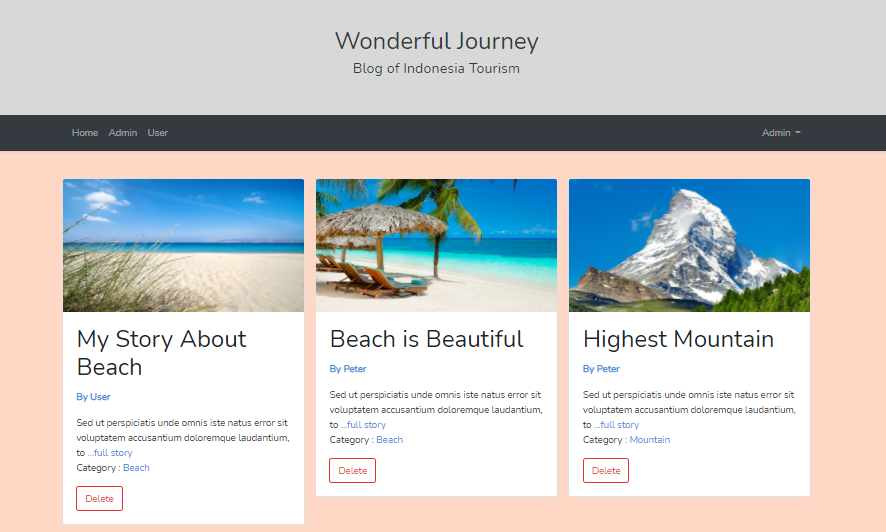 Wonderful Journey
Blog of Indonesia Tourism
Home Admin User Admin
My Story About
Beach
By User
Sed ut perspiciatis unde omnis iste natus error sit
voluptatem accusantium doloremque laudantium,
to ...full story
Category : Beach
Delete
Beach is Beautiful
By Peter
Sed ut perspiciatis unde omnis iste natus error sit
voluptatem accusantium doloremque laudantium,
to ...full story
Category : Beach
Delete
Highest Mountain
By Peter
Sed ut perspiciatis unde omnis iste natus error sit
voluptatem accusantium doloremque laudantium,
to ...full story
Category : Mountain
Delete